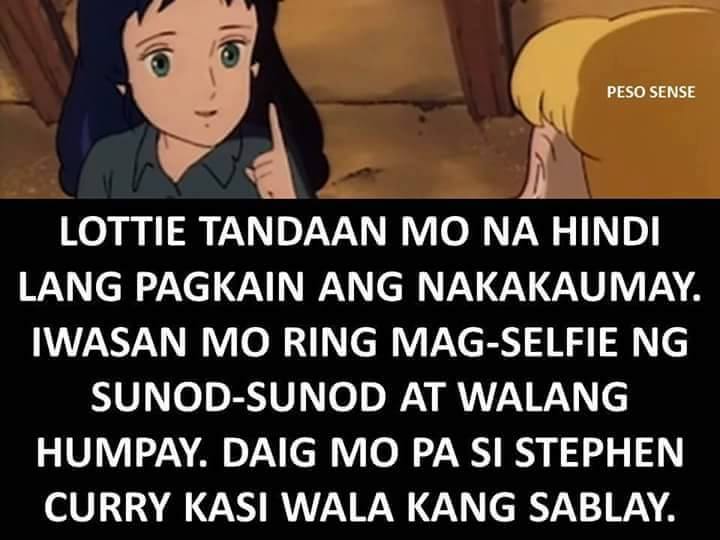 PESO SENSE
LOTTIE TANDAAN MO NA HINDI
LANG PAGKAIN ANG NAKAKAUMAY.
IWASAN MO RING MAG-SELFIE NG
SUNOD-SUNOD AT WALANG
HUMPAY. DAIG MO PA SI STEPHEN
CURRY KASI WALA KANG SABLAY.